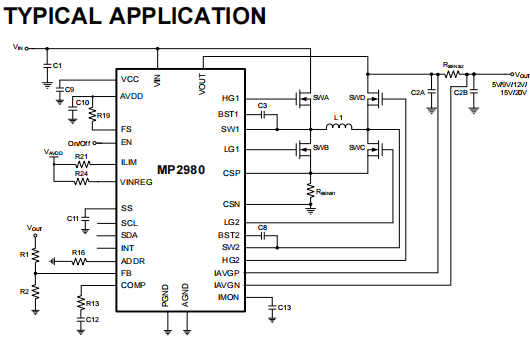 TYPICAL APPLICATION
VIN
C1
C9
C10
R19
VCC
AVDD
FS
On/Off
EN
VAVDD
R21
R24
ILIM
VINREG
C11
SS
SCL
SDA
INT
VOUT
R1
R16
ADDR
FB
R2
COMP
R13
C12
VIN
VOUT
MP2980
PGND
AGND
HG1
BST1
SW1
LG1
CSP
CSN
LG2
BST2
SW2
HG2
IAVGP
IAVGN
IMON
C3
C8
C13
SWA
SWD
L1
SWB
SWC
RSENS1
RSENS2
C2A
C2B
VOUT
5V/9V/12V/
15V/20V